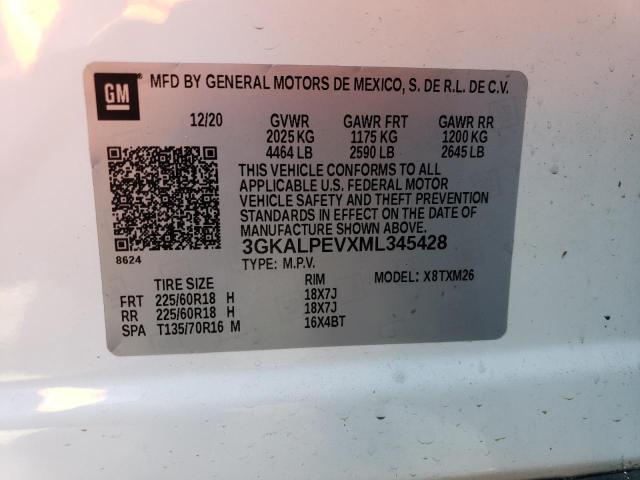 GM MFD BY GENERAL MOTORS DE MEXICO, S. DE R.L. DE C.V.
12/20 GVWR GAWR FRT GAWR RR
2025 KG 1175 KG 1200 KG
4464 LB 2590 LB 2645 LB
THIS VEHICLE CONFORMS TO ALL
APPLICABLE U.S. FEDERAL MOTOR
VEHICLE SAFETY AND THEFT PREVENTION
STANDARDS IN EFFECT ON THE DATE OF
3GKALPEVXML345428
8624
TYPE: M.P.V.
TIRE SIZE RIM MODEL: X8TXM26
FRT 225/60R18 H 18X7J
RR 225/60R18 H 18X7J
SPA T135/70R16 M 16X4BT